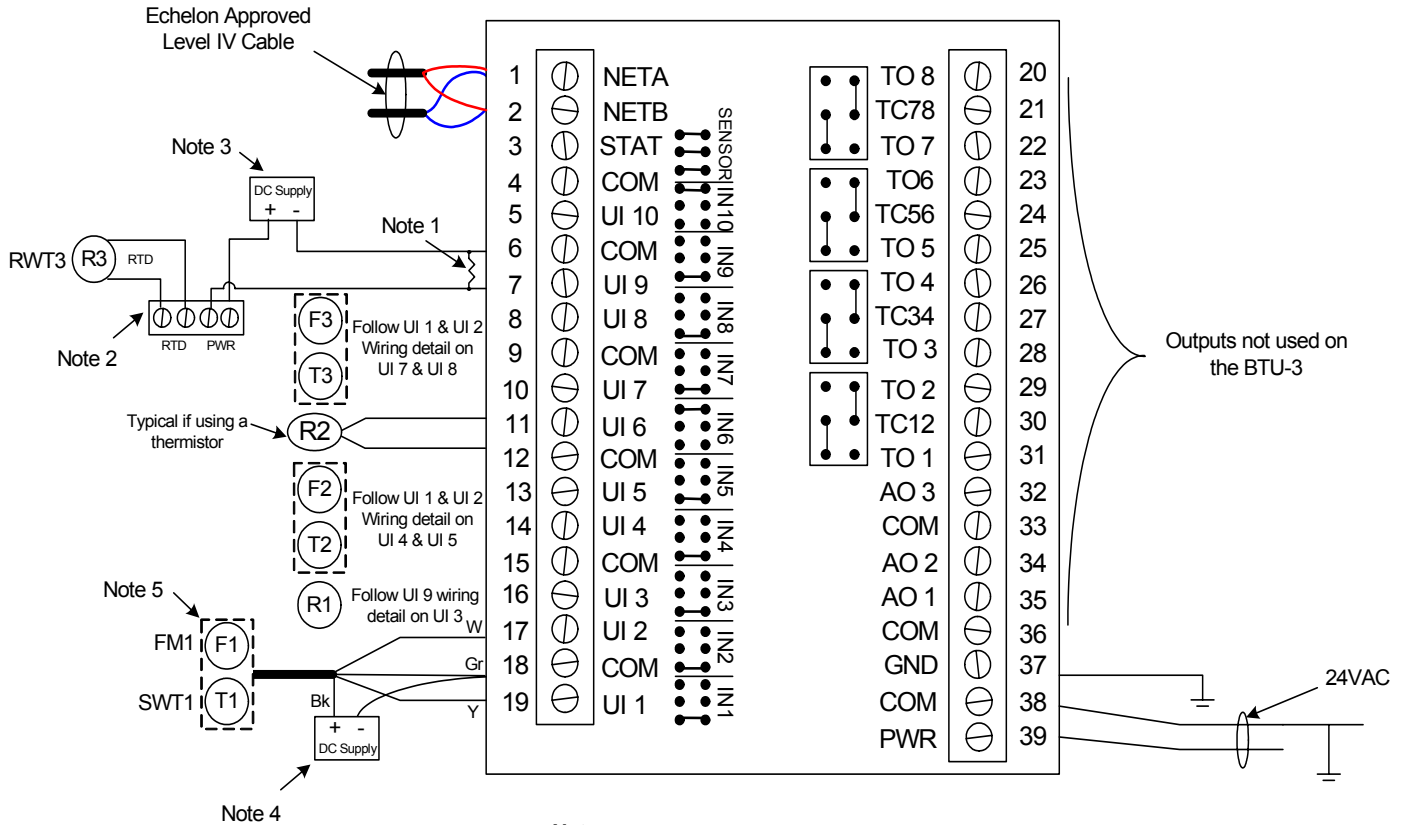 Echelon Approved
Level IV Cable
Note 3
DC Supply
+ -
Note 1
RWT3
R3
RTD
RTD PWR
Note 2
F3
T3
Follow UI 1 & UI 2
Wiring detail on
UI 7 & UI 8
Typical if using a
thermistor
R2
F2
T2
Follow UI 1 & UI 2
Wiring detail on
UI 4 & UI 5
R1
Follow UI 9 wiring
detail on UI 3
Note 5
FM1
F1
SWT1
T1
W
Gr
Bk
Y
+ -
DC Supply
Note 4
1 NETA
2 NETB
3 STAT
4 COM
5 UI 10
6 COM
7 UI 9
8 UI 8
9 COM
10 UI 7
11 UI 6
12 COM
13 UI 5
14 UI 4
15 COM
16 UI 3
17 UI 2
18 COM
19 UI 1
SENSOR
IN10
IN9
IN8
IN7
IN6
IN5
IN4
IN3
IN2
IN1
TO 8 20
TC78 21
TO 7 22
TO6 23
TC56 24
TO 5 25
TO 4 26
TC34 27
TO 3 28
TO 2 29
TC12 30
TO 1 31
AO 3 32
COM 33
AO 2 34
AO 1 35
COM 36
GND 37
COM 38
PWR 39
Outputs not used on
the BTU-3
24VAC